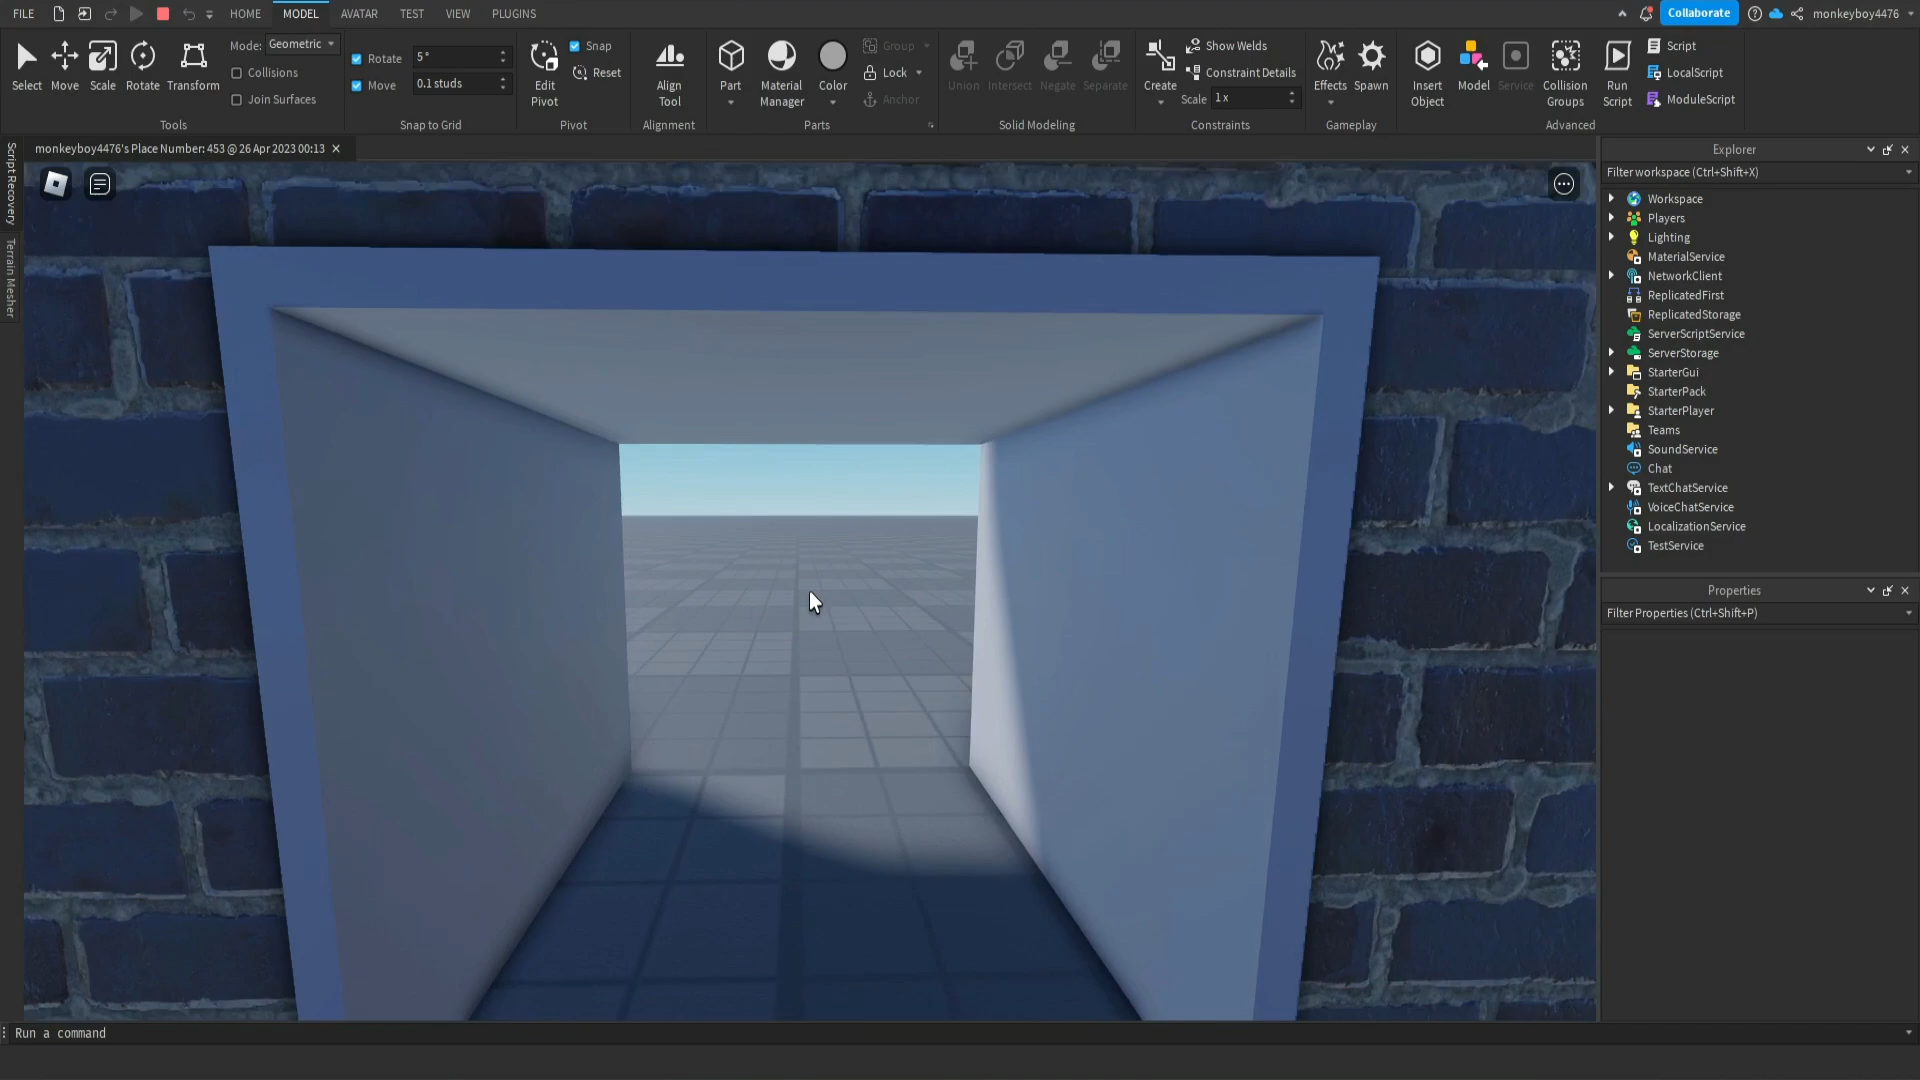 FILE HOME MODEL AVATAR TEST VIEW PLUGINS Collaborate monkeyboy4476
Select Move Scale Rotate Transform
Mode: Geometric
Collisions
Join Surfaces
Tools
Rotate 5°
Move 0.1 studs
Snap to Grid
Edit Pivot
Snap
Reset
Pivot
Align Tool
Alignment
Part Material Manager Color
Group
Lock
Anchor
Parts
Union Intersect Negate Separate
Solid Modeling
Create
Show Welds
Constraint Details
Scale 1 x
Constraints
Effects Spawn
Gameplay
Insert Object Model Service Collision Groups Run Script
Script
LocalScript
ModuleScript
Advanced
Script Recovery
Terrain Mesher
monkeyboy4476's Place Number: 453 @ 26 Apr 2023 00:13
Explorer
Filter workspace (Ctrl+Shift+X)
Workspace
Players
Lighting
MaterialService
NetworkClient
ReplicatedFirst
ReplicatedStorage
ServerScriptService
ServerStorage
StarterGui
StarterPack
StarterPlayer
Teams
SoundService
Chat
TextChatService
VoiceChatService
LocalizationService
TestService
Properties
Filter Properties (Ctrl+Shift+P)
Run a command